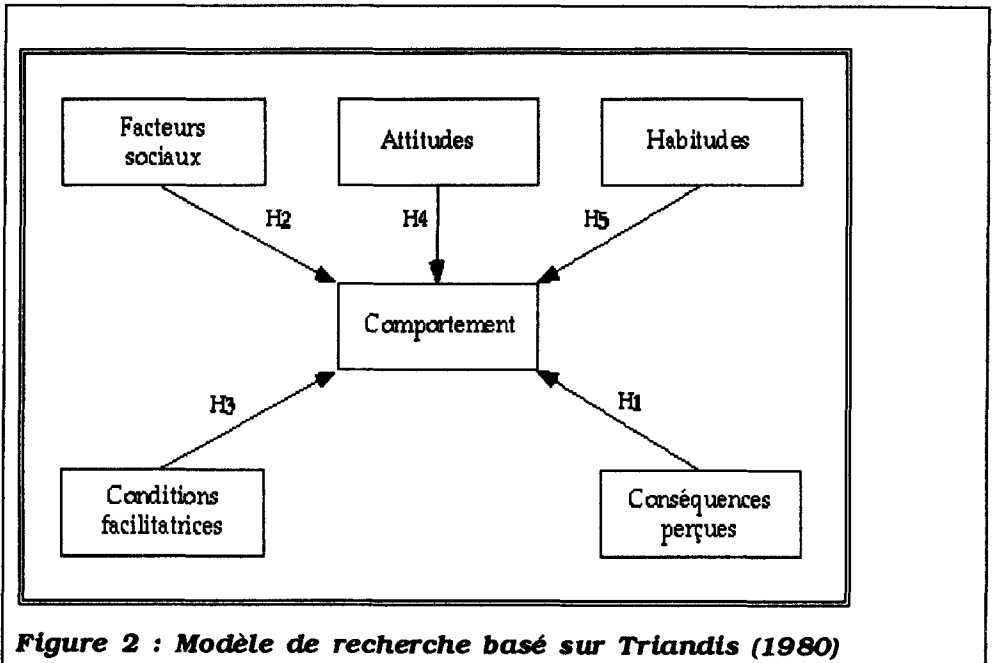 Facteurs
sociaux
Attitudes
Habitudes
H2
H4
H5
Comportement
H3
H1
Conditions
facilitatrices
Conséquences
perçues
Figure 2 : Modèle de recherche basé sur Triandis (1980)